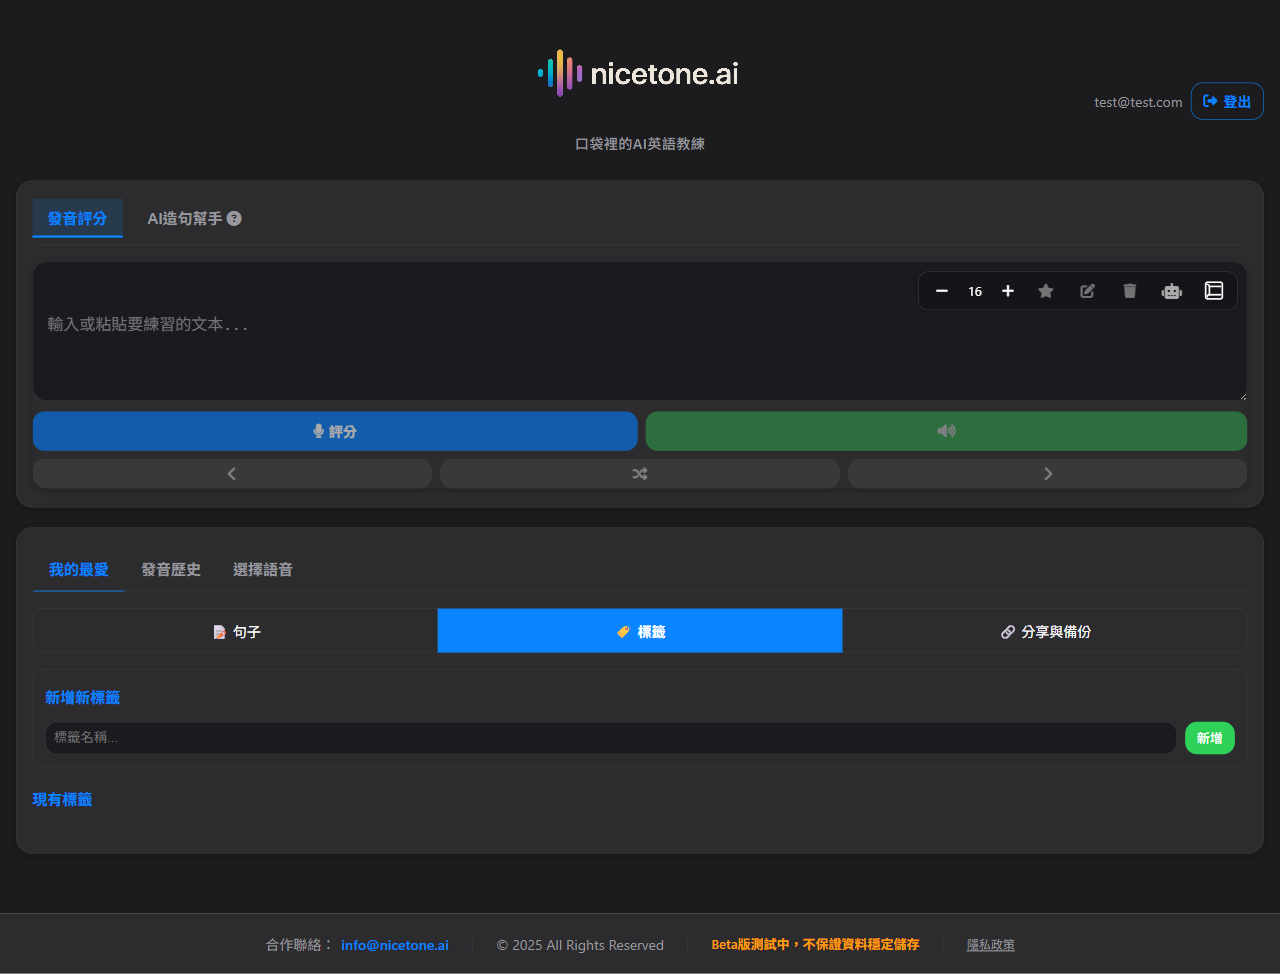 nicetone.ai
test@test.com 登出
口袋裡的AI英語教練
發音評分 AI造句幫手 ?
16
輸入或粘貼要練習的文本...
評分
我的最愛 發音歷史 選擇語音
句子 標籤 分享與備份
新增新標籤
標籤名稱... 新增
現有標籤
合作聯絡： info@nicetone.ai © 2025 All Rights Reserved Beta版測試中，不保證資料穩定儲存 隱私政策